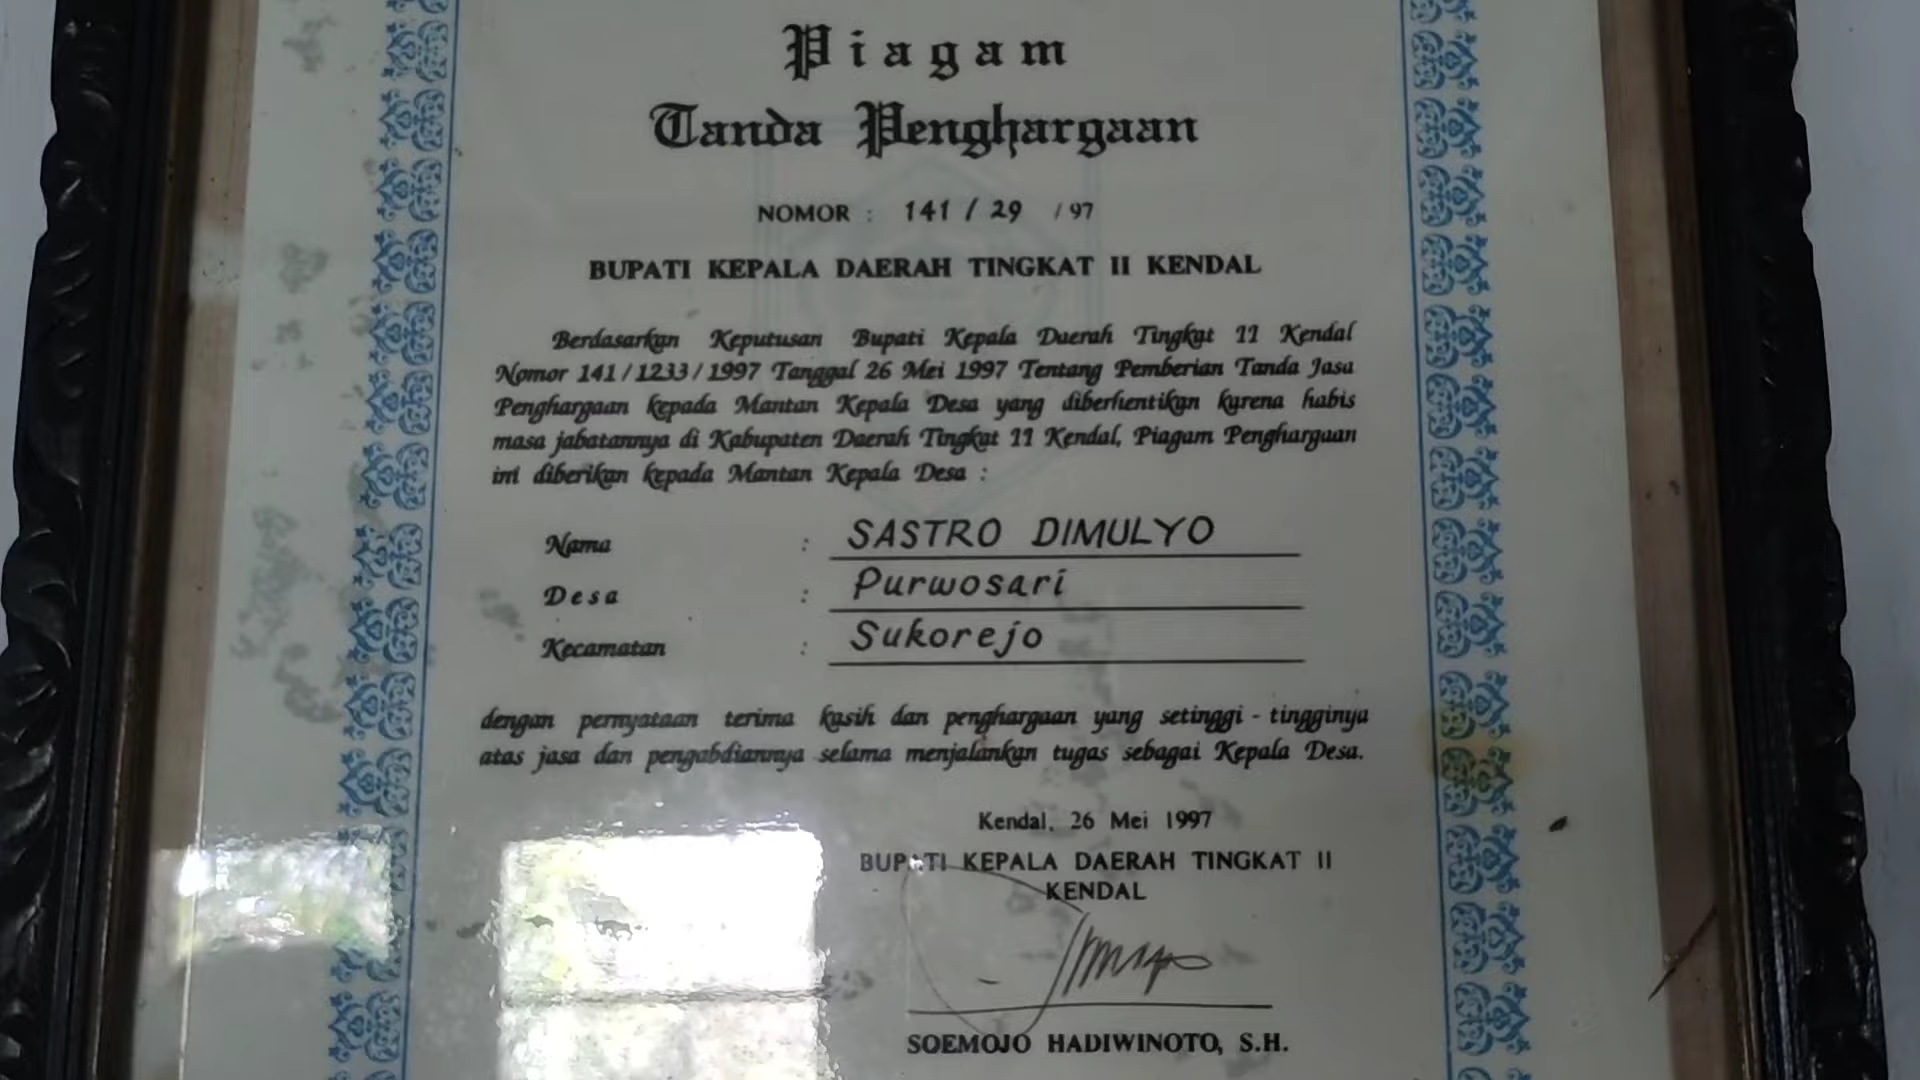 Piagam
Tanda Penghargaan
NOMOR : 141 / 29 / 97
BUPATI KEPALA DAERAH TINGKAT II KENDAL
Berdasarkan Keputusan Bupati Kepala Daerah Tingkat II Kendal
Nomor 141/1233/1997 Tanggal 26 Mei 1997 Tentang Pemberian Tanda Jasa
Penghargaan kepada Mantan Kepala Desa yang diberhentikan karena habis
masa jabatannya di Kabupaten Daerah Tingkat II Kendal, Piagam Penghargaan
ini diberikan kepada Mantan Kepala Desa :
Nama : SASTRO DIMULYO
Desa : Purwosari
Kecamatan : Sukorejo
dengan pernyataan terima kasih dan penghargaan yang setinggi - tingginya
atas jasa dan pengabdiannya selama menjalankan tugas sebagai Kepala Desa.
Kendal, 26 Mei 1997
BUPATI KEPALA DAERAH TINGKAT II
KENDAL
SOEMOJO HADIWINOTO, S.H.